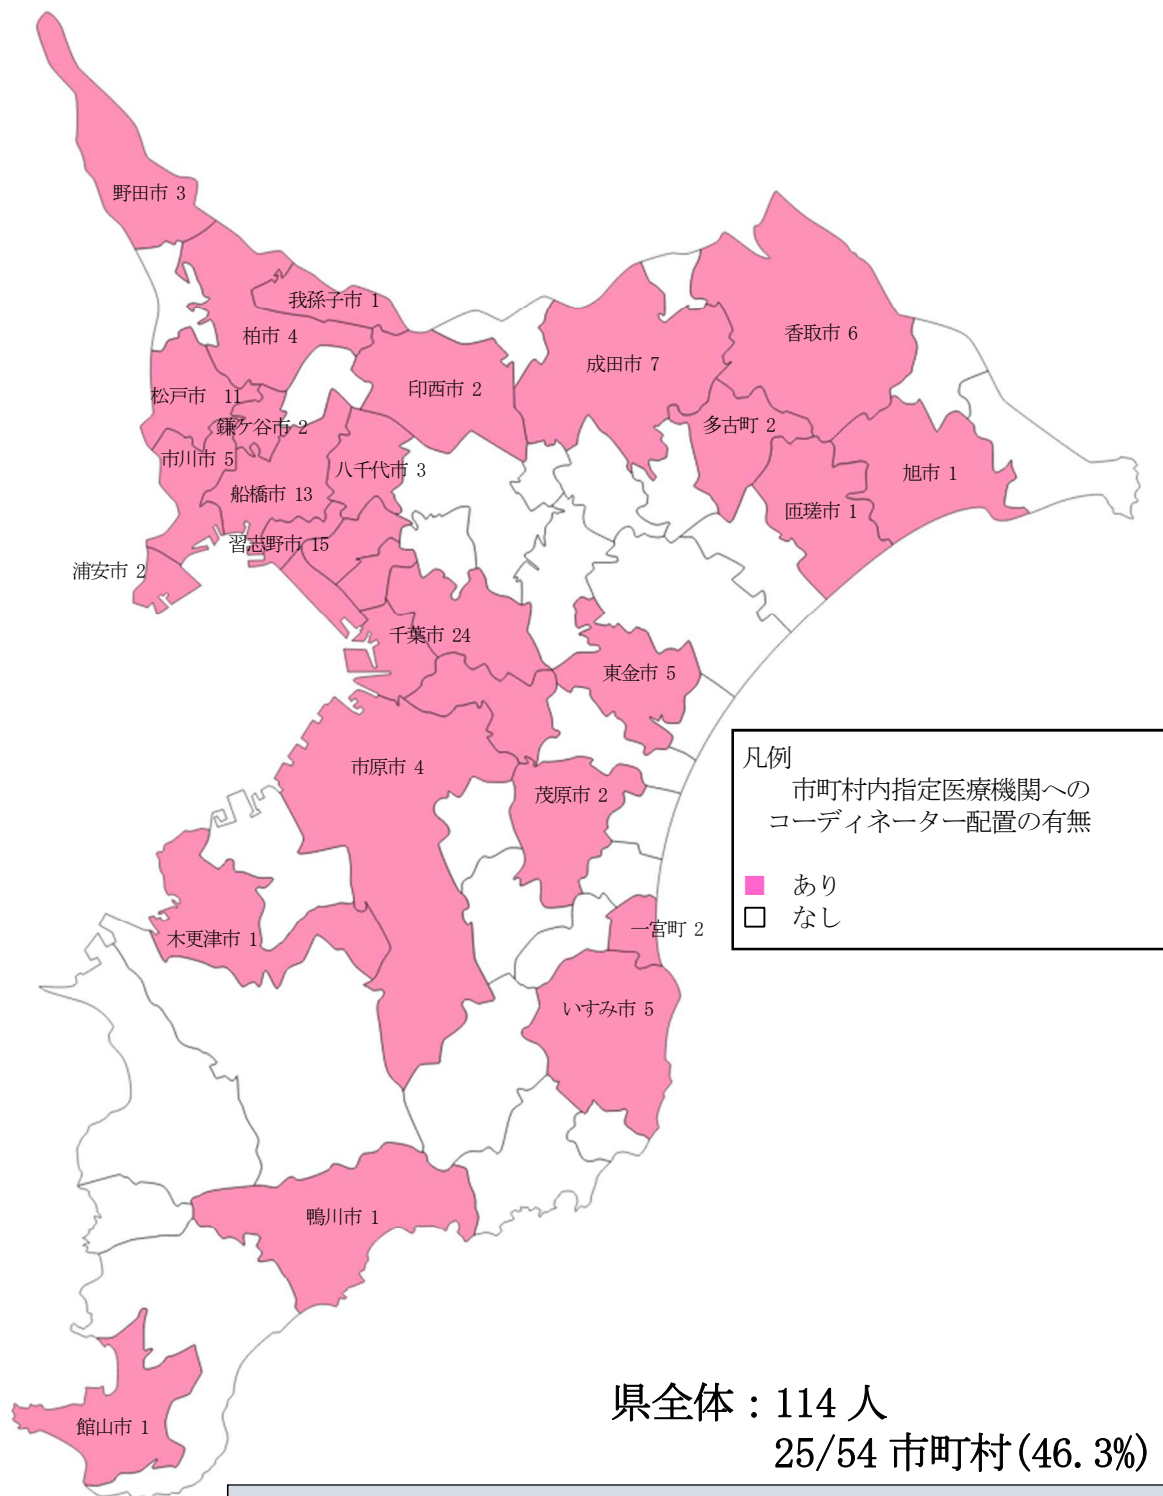 野田市 3
我孫子市 1
柏市 4
香取市 6
成田市 7
印西市 2
松戸市 11
鎌ケ谷市 2
多古町 2
市川市 5
八千代市 3
旭市 1
船橋市 13
匝瑳市 1
習志野市 15
浦安市 2
千葉市 24
東金市 5
市原市 4
茂原市 2
凡例
市町村内指定医療機関への
コーディネーター配置の有無
あり
なし
木更津市 1
一宮町 2
いすみ市 5
鴨川市 1
館山市 1
県全体：114 人
25/54 市町村(46.3%)